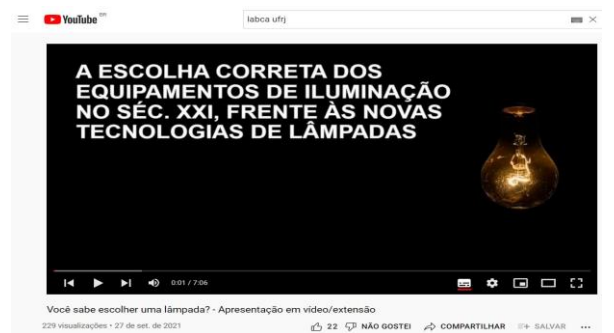 YouTube BR
labca ufrj
A ESCOLHA CORRETA DOS
EQUIPAMENTOS DE ILUMINAÇÃO
NO SÉC. XXI, FRENTE ÀS NOVAS
TECNOLOGIAS DE LÂMPADAS
0:01 / 7:06
Você sabe escolher uma lâmpada? - Apresentação em vídeo/extensão
229 visualizações • 27 de set. de 2021
22 NÃO GOSTEI COMPARTILHAR SALVAR